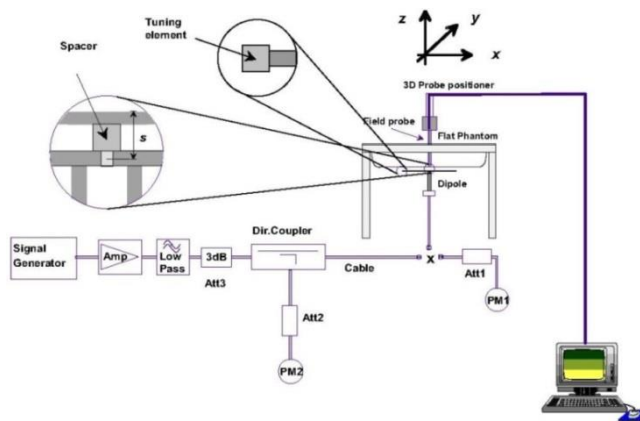 z
y
x
Tuning
element
Spacer
s
3D Probe positioner
Field probe
Flat Phantom
Dipole
Signal
Generator
Amp
Low
Pass
3dB
Att3
Dir.Coupler
Cable
x
Att1
PM1
Att2
PM2